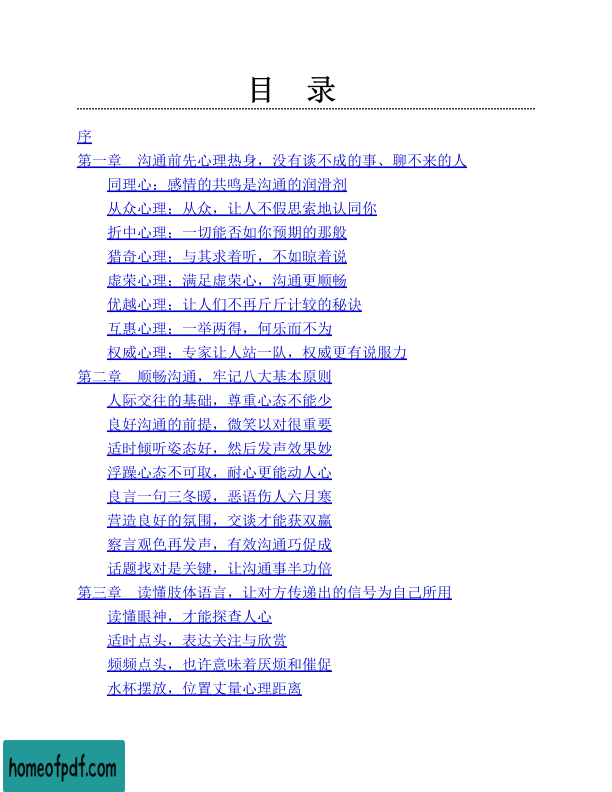 目 录
序
第一章 沟通前先心理热身，没有谈不成的事、聊不来的人
同理心：感情的共鸣是沟通的润滑剂
从众心理：从众，让人不假思索地认同你
折中心理：一切能否如你预期的那般
猎奇心理：与其求着听，不如晾着说
虚荣心理：满足虚荣心，沟通更顺畅
优越心理：让人们不再斤斤计较的秘诀
互惠心理：一举两得，何乐而不为
权威心理：专家让人站一队，权威更有说服力
第二章 顺畅沟通，牢记八大基本原则
人际交往的基础，尊重心态不能少
良好沟通的前提，微笑以对很重要
适时倾听姿态好，然后发声效果妙
浮躁心态不可取，耐心更能动人心
良言一句三冬暖，恶语伤人六月寒
营造良好的氛围，交谈才能获双赢
察言观色再发声，有效沟通巧促成
话题找对是关键，让沟通事半功倍
第三章 读懂肢体语言，让对方传递出的信号为自己所用
读懂眼神，才能探查人心
适时点头，表达关注与欣赏
频频点头，也许意味着厌烦和催促
水杯摆放，位置丈量心理距离
homeofpdf.com